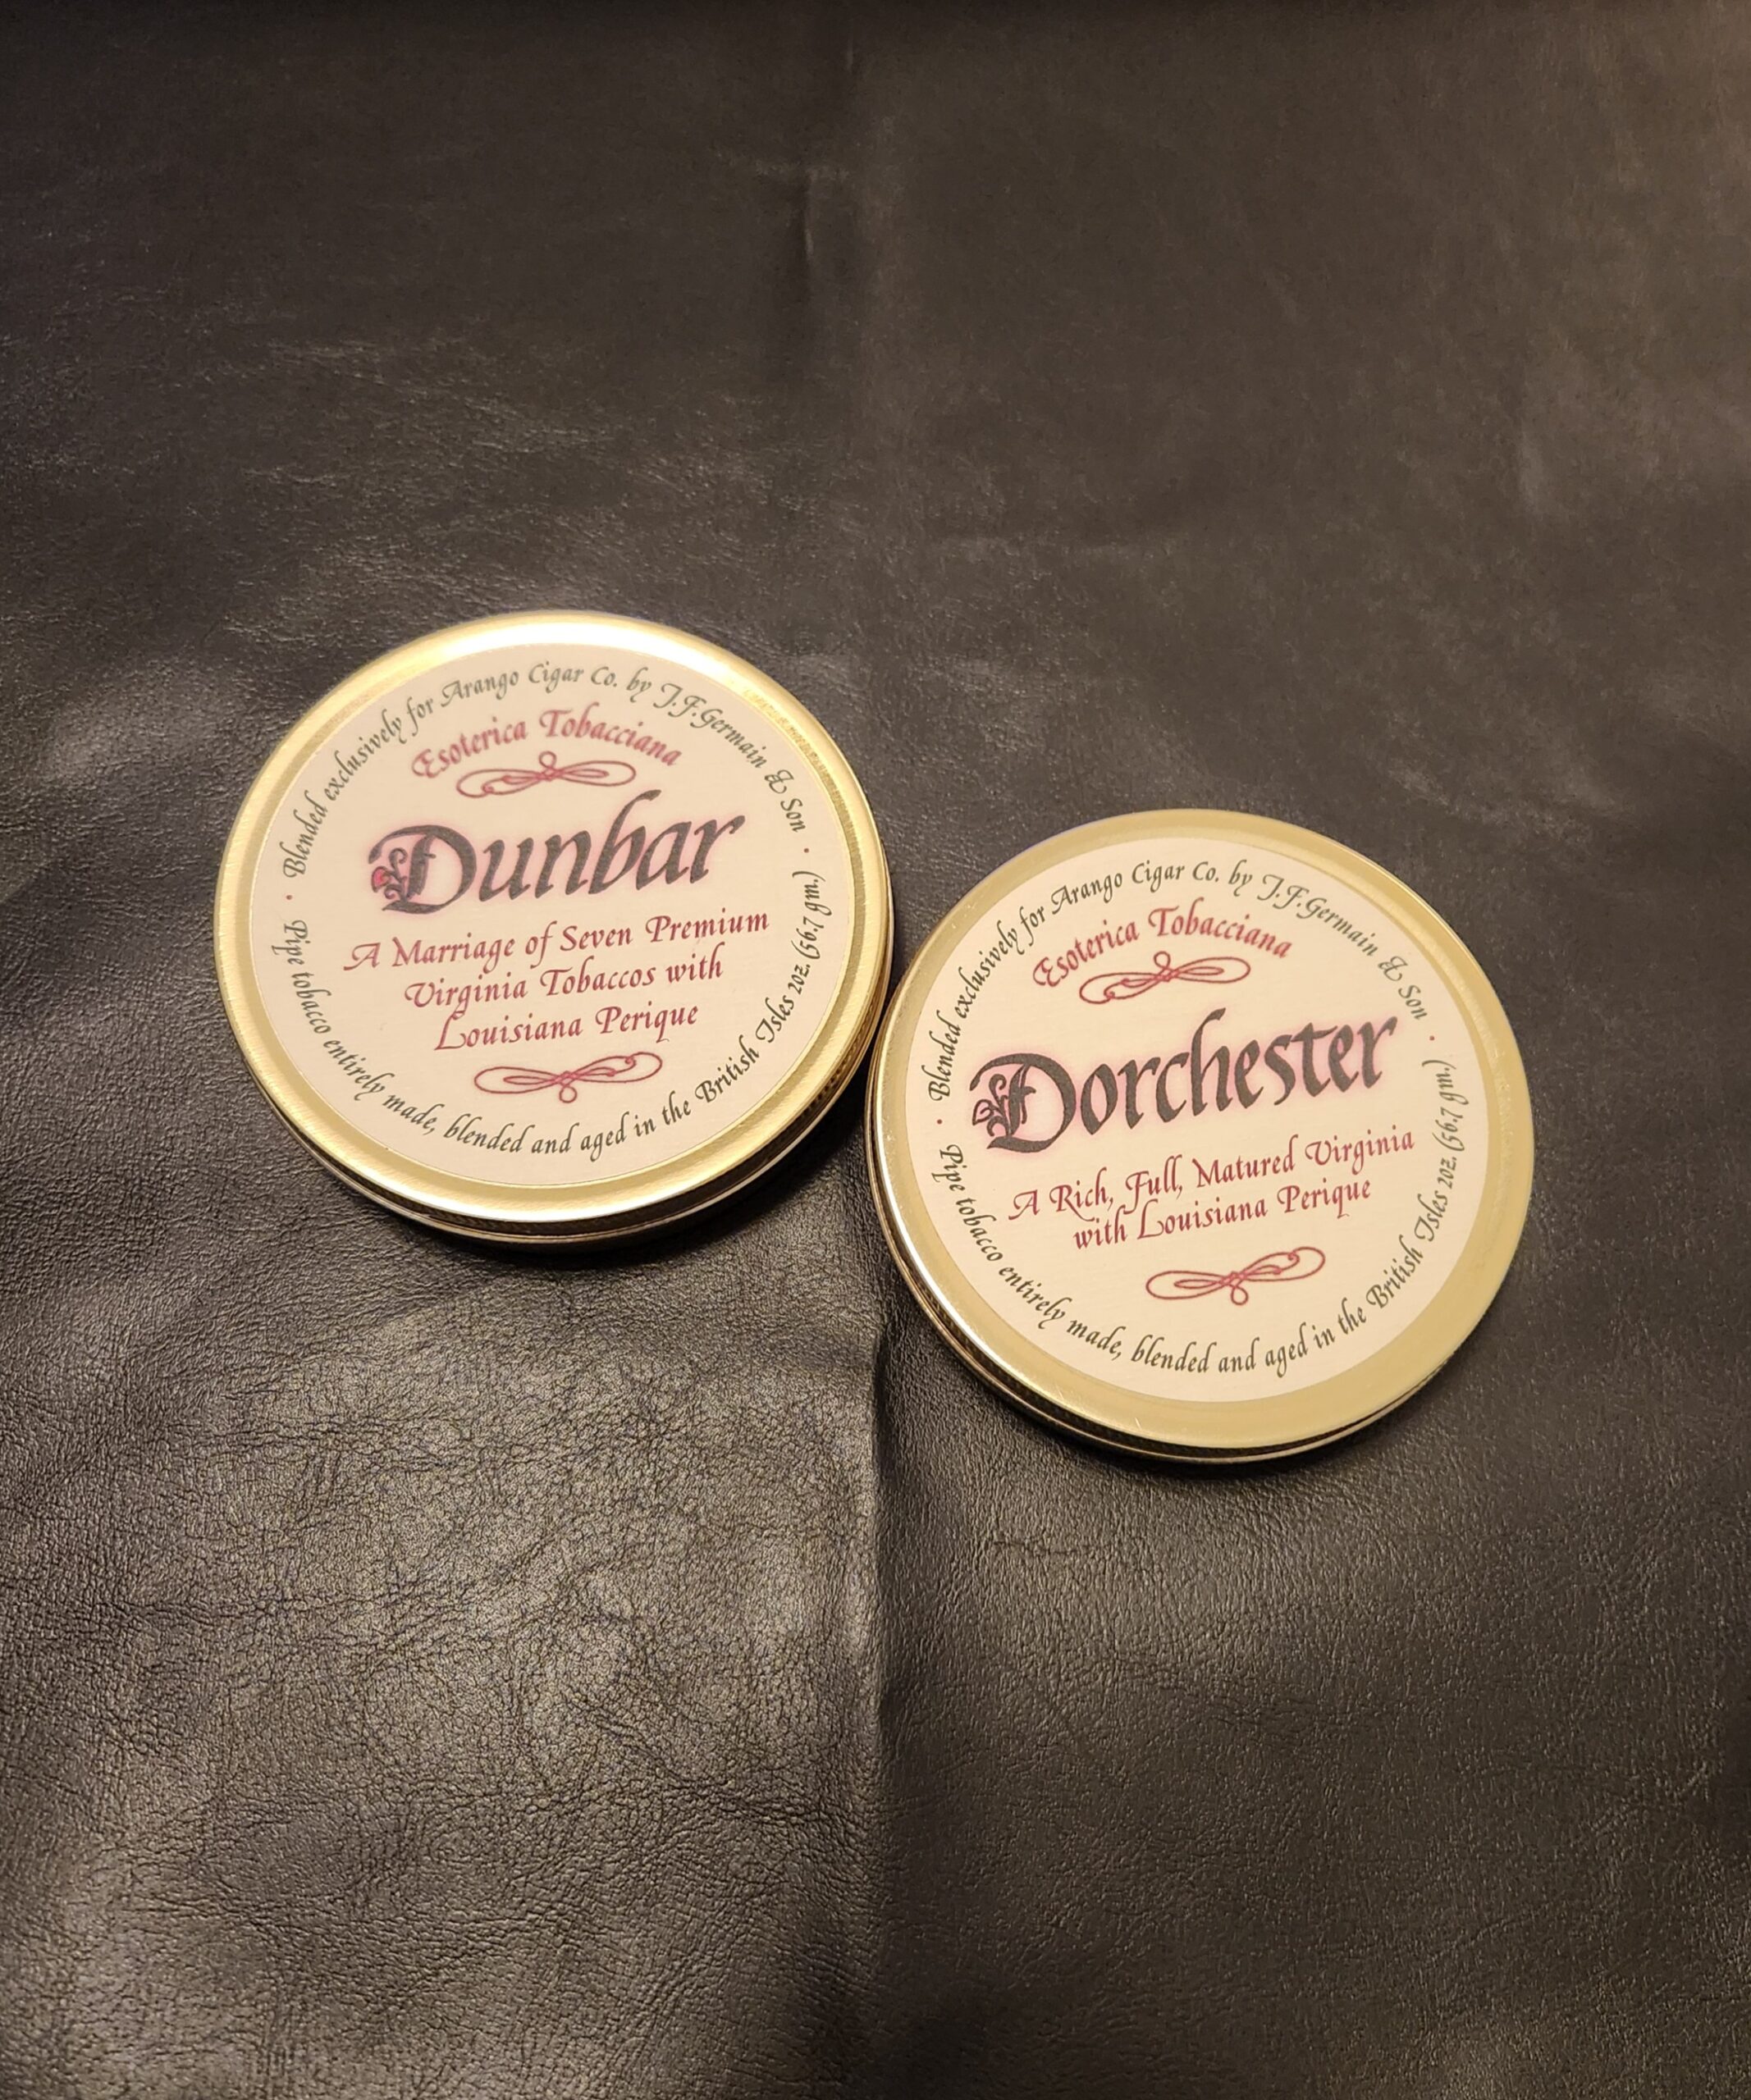 Blended exclusively for Arango Cigar Co. by J.F.Germain & Son
Esoterica Tobacciana
Dunbar
A Marriage of Seven Premium
Virginia Tobaccos with
Louisiana Perique
Pipe tobacco entirely made, blended and aged in the British Isles 2oz. (56.7 gm.)
Blended exclusively for Arango Cigar Co. by J.F.Germain & Son
Esoterica Tobacciana
Dorchester
A Rich, Full, Matured Virginia
with Louisiana Perique
Pipe tobacco entirely made, blended and aged in the British Isles 2oz. (56.7 gm.)